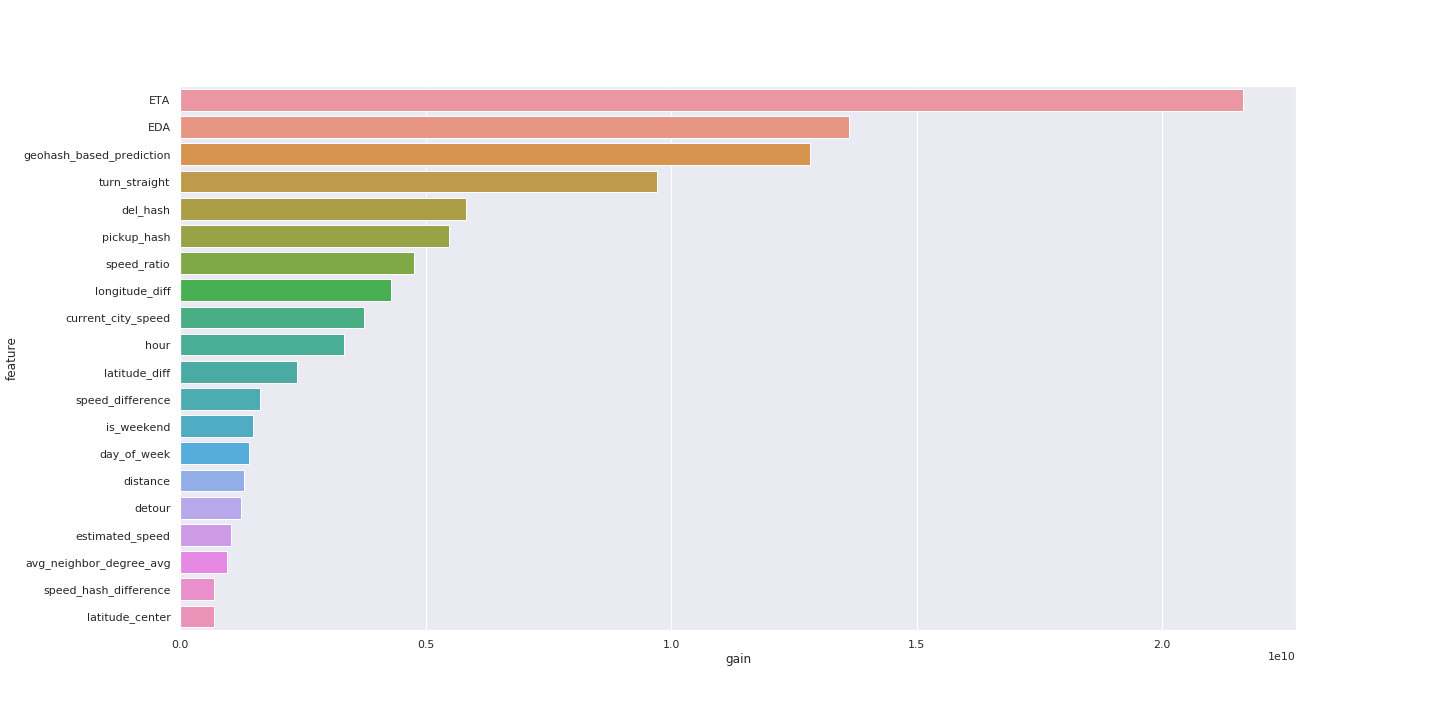 ETA
EDA
geohash_based_prediction
turn_straight
del_hash
pickup_hash
speed_ratio
longitude_diff
current_city_speed
hour
latitude_diff
speed_difference
is_weekend
day_of_week
distance
detour
estimated_speed
avg_neighbor_degree_avg
speed_hash_difference
latitude_center
feature
0.0 0.5 1.0 1.5 2.0
1e10
gain